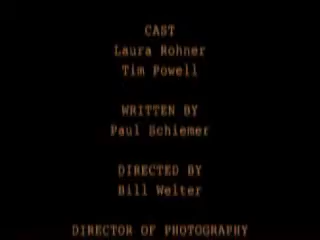 CAST
Laura Rohner
Tim Powell
WRITTEN BY
Paul Schiemer
DIRECTED BY
Bill Welter
DIRECTOR OF PHOTOGRAPHY